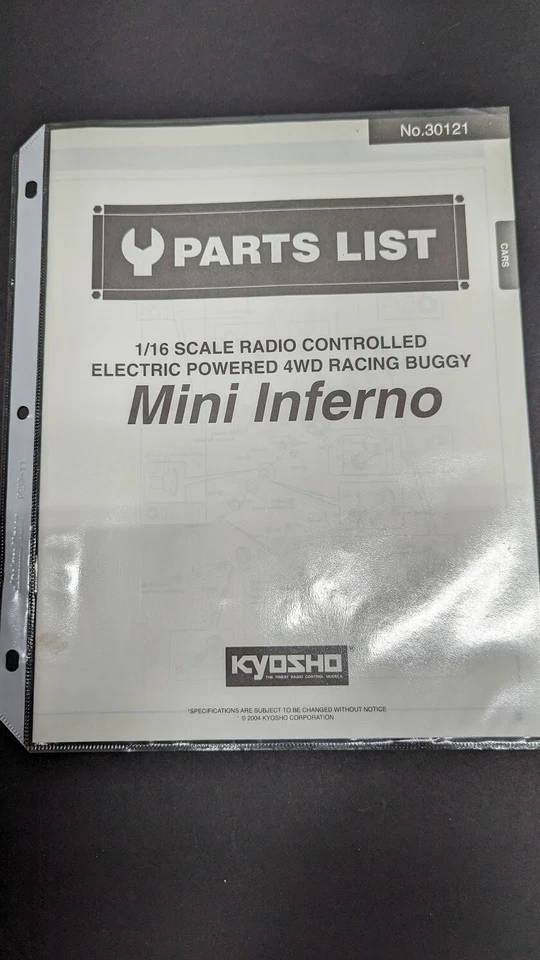 No.30121
CARS
PARTS LIST
1/16 SCALE RADIO CONTROLLED
ELECTRIC POWERED 4WD RACING BUGGY
Mini Inferno
KYOSHO
THE FINEST RADIO CONTROL MODELS
*SPECIFICATIONS ARE SUBJECT TO BE CHANGED WITHOUT NOTICE
© 2004 KYOSHO CORPORATION